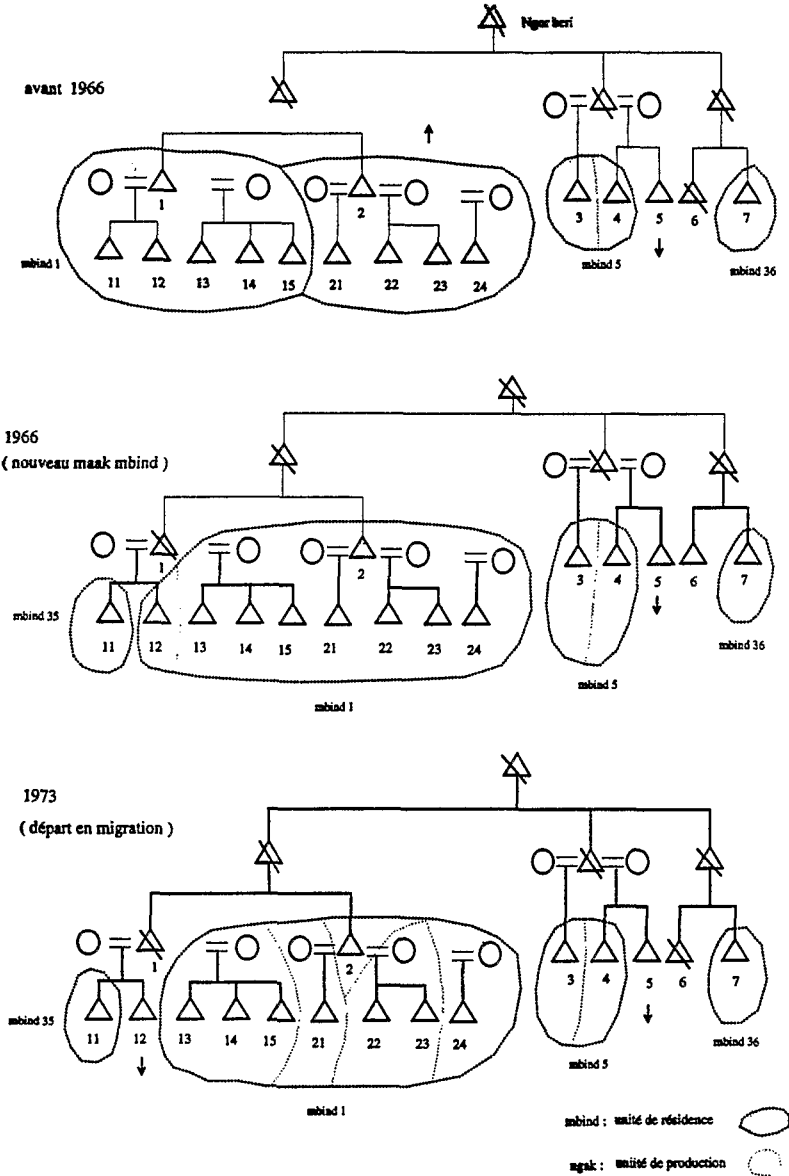 Ngor heri
avant 1966
1 2 3 4 5 6 7
mbind 1 mbind 5 mbind 36
11 12 13 14 15 21 22 23 24
1966
( nouveau maak mbind )
1 2 3 4 5 6 7
mbind 35 mbind 36
11 12 13 14 15 21 22 23 24
mbind 5
mbind 1
1973
( départ en migration )
1 2 3 4 5 6 7
mbind 35 mbind 36
11 12 13 14 15 21 22 23 24
mbind 5
mbind 1
mbind : unité de résidence
ngak : uniité de production